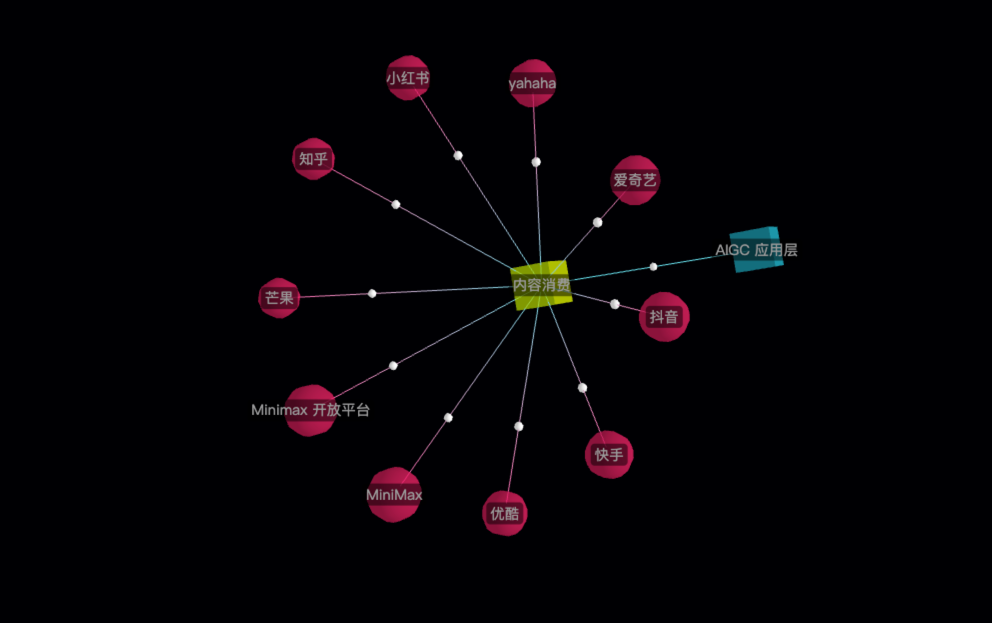 小红书
yahaha
知乎
爱奇艺
AIGC 应用层
内容消费
芒果
抖音
Minimax 开放平台
快手
MiniMax
优酷